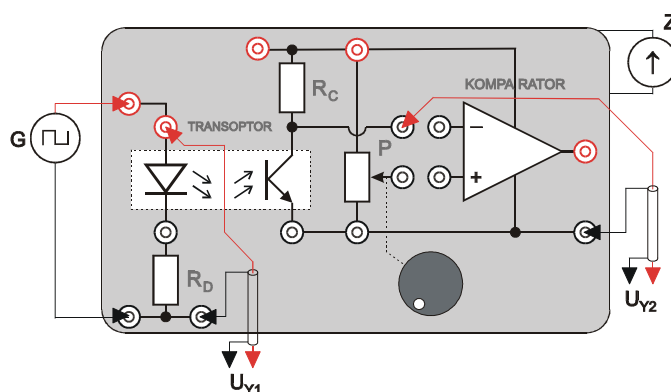 Z
KOMPARATOR
R_C
G
TRANSOPTOR
P
−
+
R_D
U_Y2
U_Y1